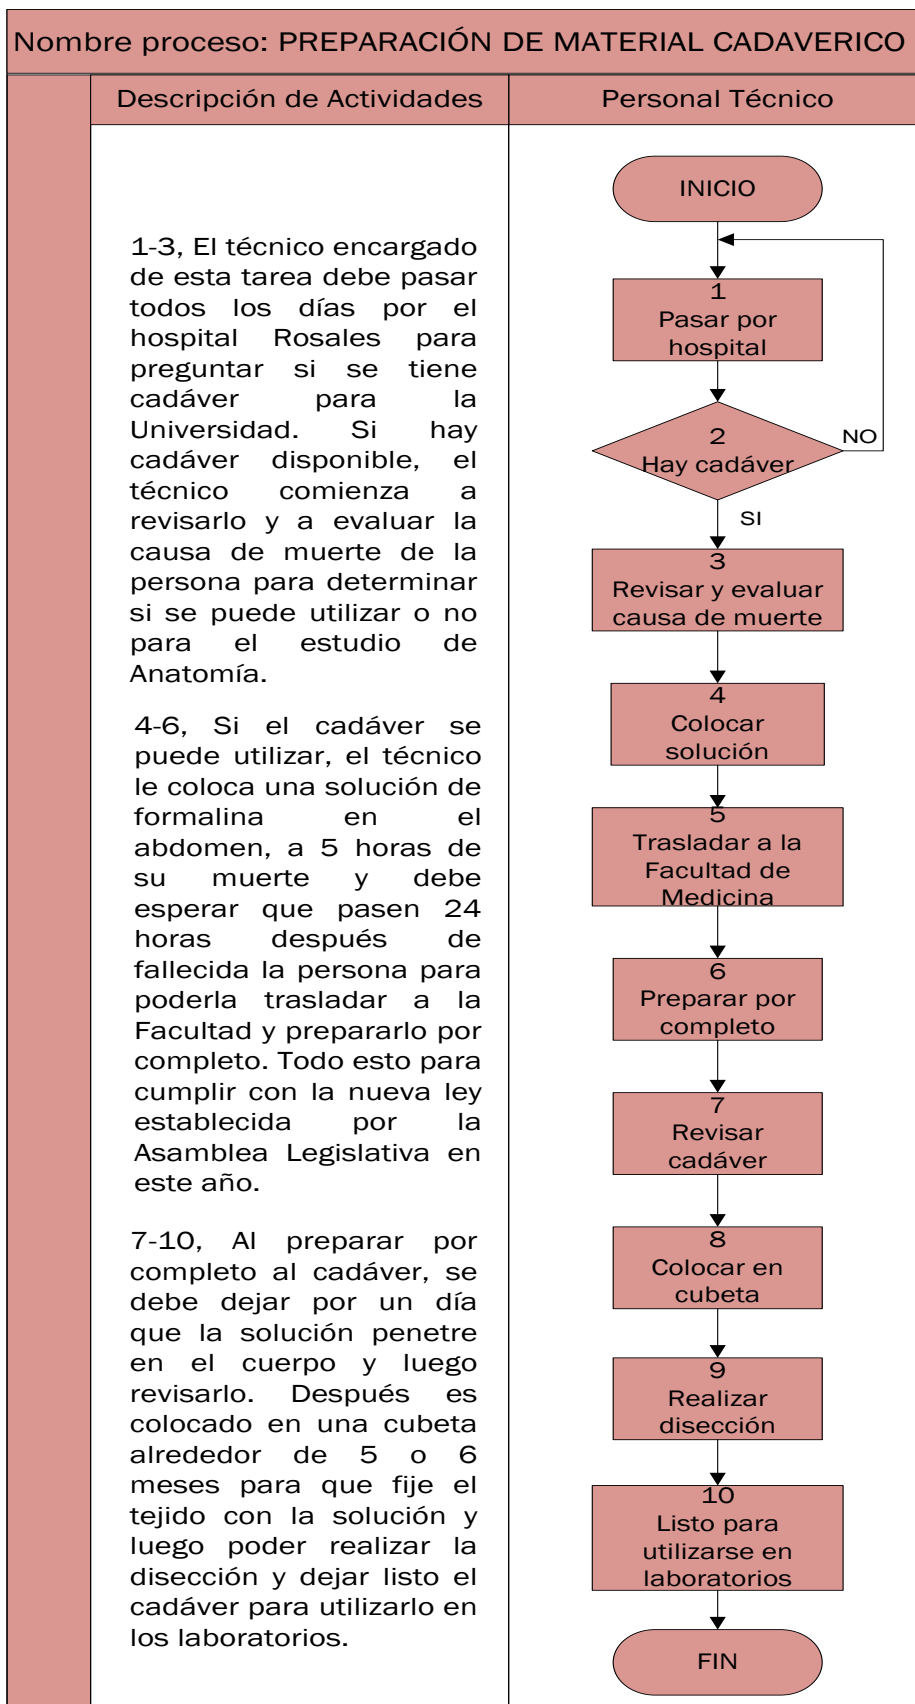 Nombre proceso: PREPARACIÓN DE MATERIAL CADAVERICO
Descripción de Actividades
Personal Técnico
1-3, El técnico encargado
de esta tarea debe pasar
todos los días por el
hospital Rosales para
preguntar si se tiene
cadáver para la
Universidad. Si hay
cadáver disponible, el
técnico comienza a
revisarlo y a evaluar la
causa de muerte de la
persona para determinar
si se puede utilizar o no
para el estudio de
Anatomía.
4-6, Si el cadáver se
puede utilizar, el técnico
le coloca una solución de
formalina en el
abdomen, a 5 horas de
su muerte y debe
esperar que pasen 24
horas después de
fallecida la persona para
poderla trasladar a la
Facultad y prepararlo por
completo. Todo esto para
cumplir con la nueva ley
establecida por la
Asamblea Legislativa en
este año.
7-10, Al preparar por
completo al cadáver, se
debe dejar por un día
que la solución penetre
en el cuerpo y luego
revisarlo. Después es
colocado en una cubeta
alrededor de 5 o 6
meses para que fije el
tejido con la solución y
luego poder realizar la
disección y dejar listo el
cadáver para utilizarlo en
los laboratorios.
INICIO
1
Pasar por
hospital
2
Hay cadáver
NO
SI
3
Revisar y evaluar
causa de muerte
4
Colocar
solución
5
Trasladar a la
Facultad de
Medicina
6
Preparar por
completo
7
Revisar
cadáver
8
Colocar en
cubeta
9
Realizar
disección
10
Listo para
utilizarse en
laboratorios
FIN